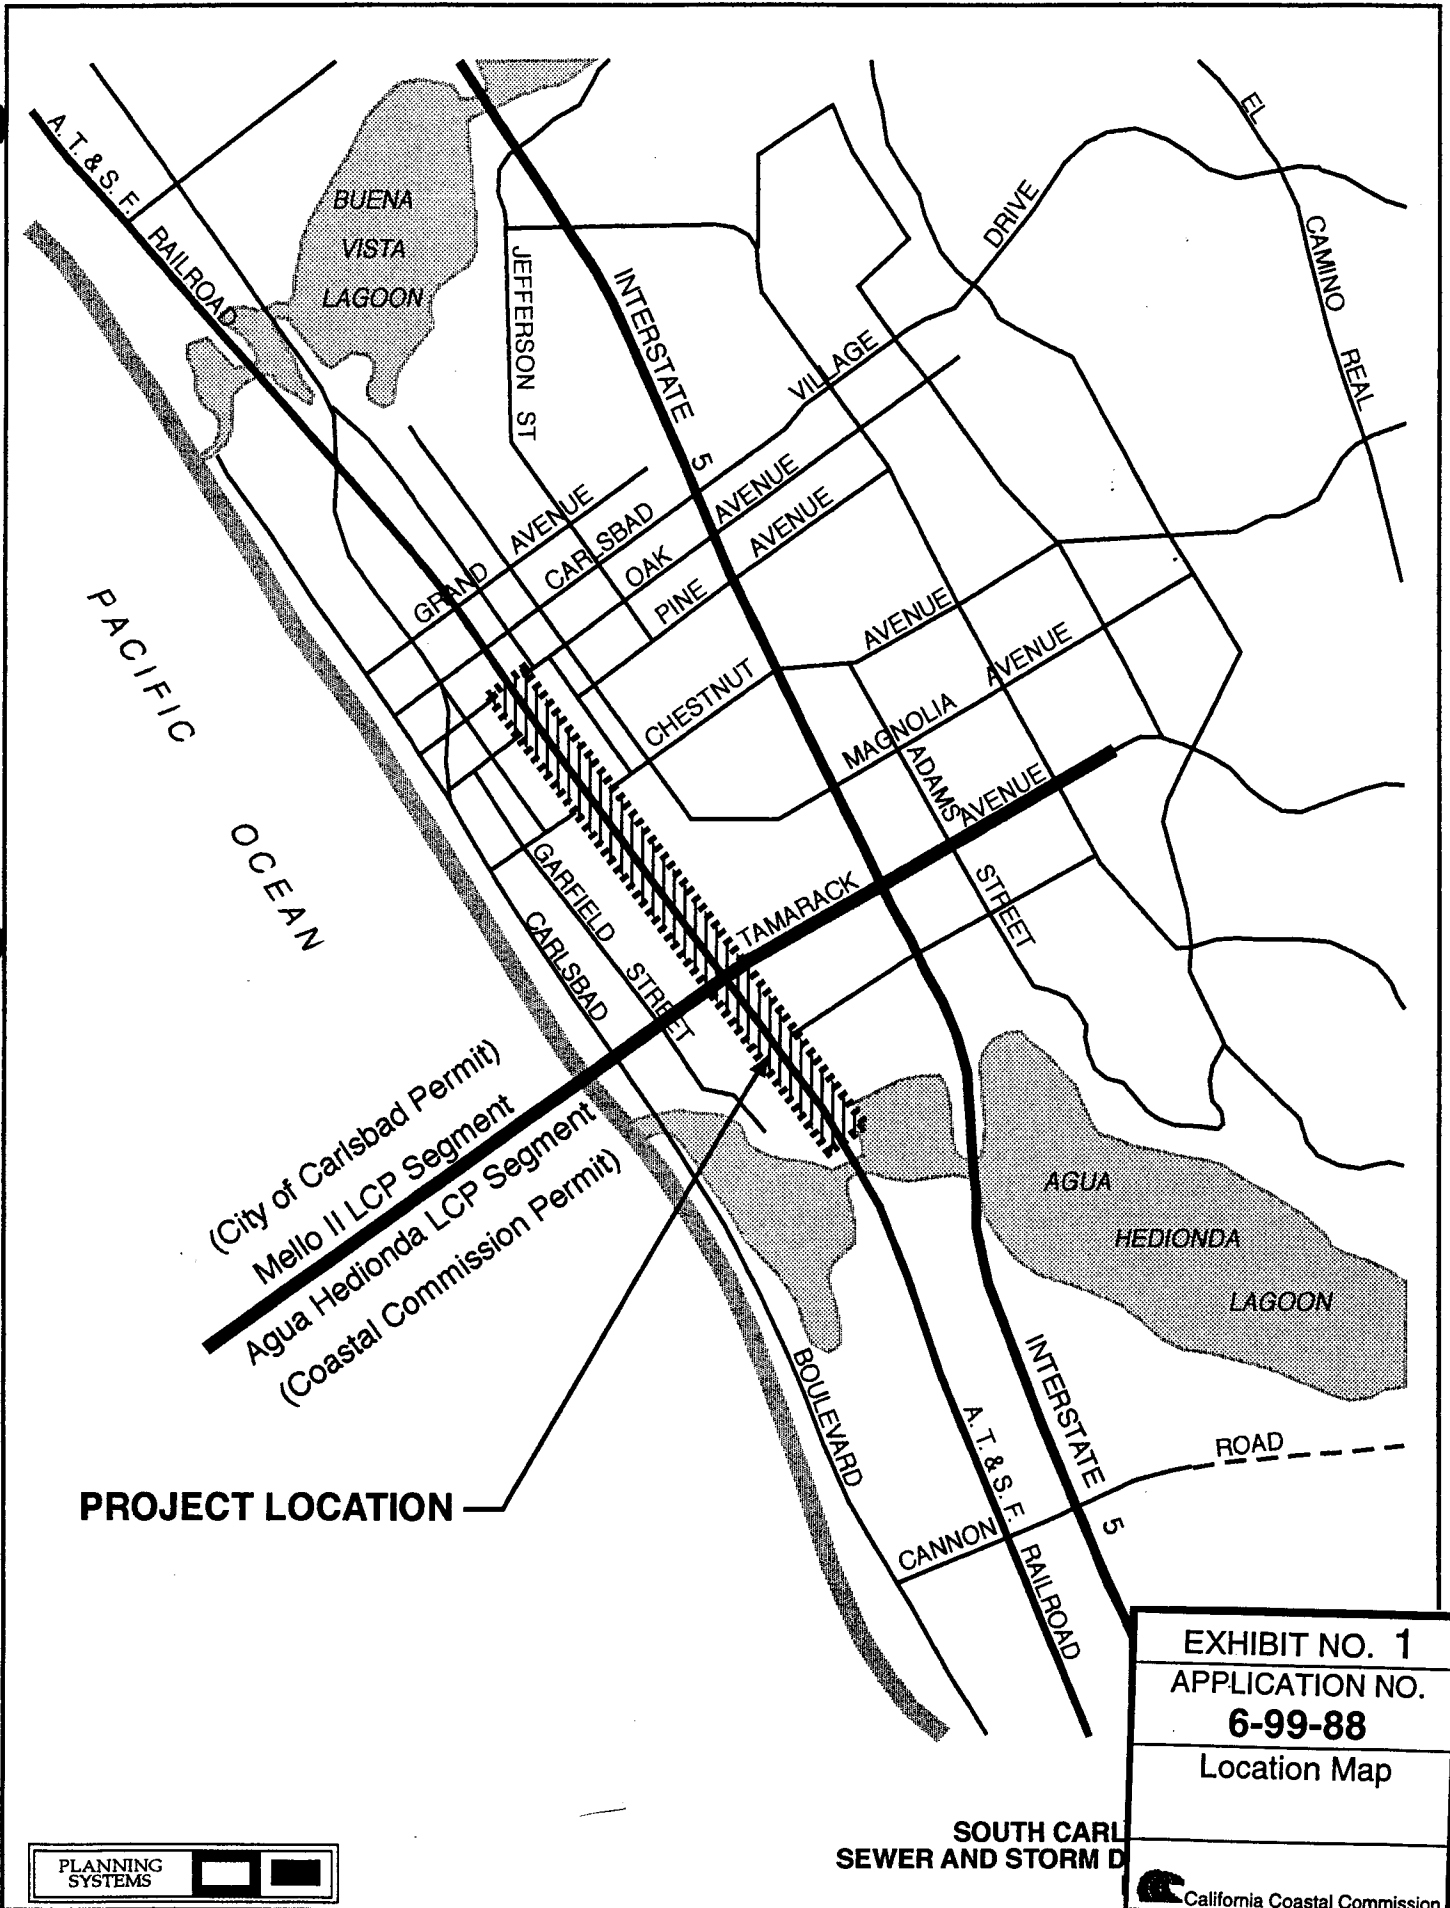 A. T. & S. F. RAILROAD
BUENA
VISTA
LAGOON
JEFFERSON ST
INTERSTATE 5
EL CAMINO REAL
CARLSBAD VILLAGE DRIVE
GRAND AVENUE
OAK AVENUE
PINE AVENUE
CHESTNUT AVENUE
MAGNOLIA AVENUE
ADAMS STREET
TAMARACK AVENUE
PACIFIC
OCEAN
GARFIELD STREET
CARLSBAD BOULEVARD
(City of Carlsbad Permit)
Mello II LCP Segment
Agua Hedionda LCP Segment
(Coastal Commission Permit)
AGUA
HEDIONDA
LAGOON
INTERSTATE 5
A. T. & S. F. RAILROAD
CANNON ROAD
PROJECT LOCATION
EXHIBIT NO. 1
APPLICATION NO.
6-99-88
Location Map
California Coastal Commission
SOUTH CARL
SEWER AND STORM D
PLANNING
SYSTEMS